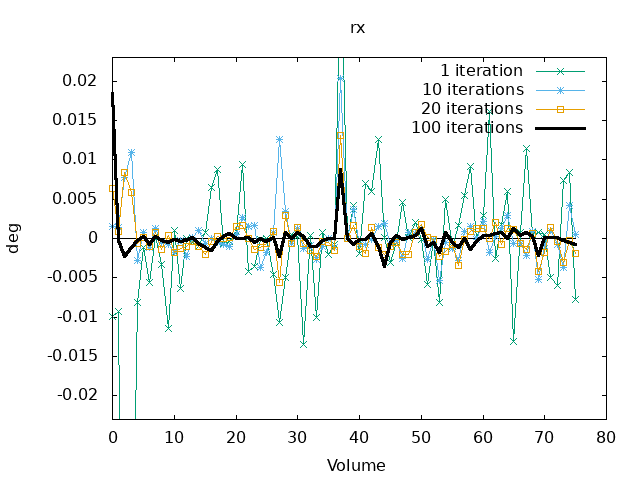 rx
1 iteration
10 iterations
20 iterations
100 iterations
0.02
0.015
0.01
0.005
0
-0.005
-0.01
-0.015
-0.02
deg
0 10 20 30 40 50 60 70 80
Volume